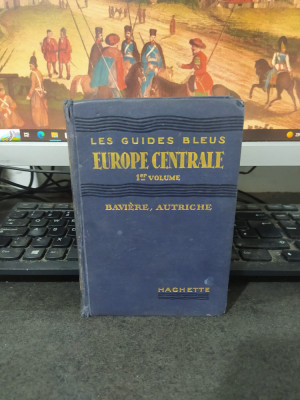 LES GUIDES BLEUS
EUROPE CENTRALE
1ER VOLUME
BAVIÈRE, AUTRICHE
HACHETTE